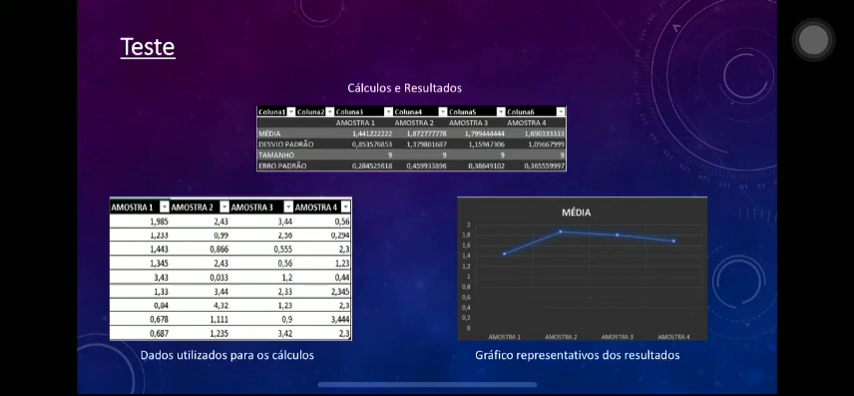 Teste
Cálculos e Resultados
Coluna1 Coluna2 Coluna3 Coluna4 Coluna5 Coluna6
AMOSTRA 1 AMOSTRA 2 AMOSTRA 3 AMOSTRA 4
MÉDIA 1,441222222 1,872777778 1,799444444 1,690333333
DESVIO PADRÃO 0,853576853 1,379801687 1,15947306 1,09667999
TAMANHO 9 9 9 9
ERRO PADRÃO 0,284525618 0,459933896 0,38649102 0,365559997
AMOSTRA 1 AMOSTRA 2 AMOSTRA 3 AMOSTRA 4
1,985 2,43 3,44 0,56
1,233 0,99 2,56 0,294
1,443 0,866 0,555 2,3
1,345 2,43 0,56 1,23
3,43 0,033 1,2 0,44
1,33 3,44 2,33 2,345
0,84 4,32 1,23 2,3
0,678 1,111 0,9 3,444
0,687 1,235 3,42 2,3
Dados utilizados para os cálculos
MÉDIA
2
1,8
1,6
1,4
1,2
1
0,8
0,6
0,4
0,2
0
AMOSTRA 1 AMOSTRA 2 AMOSTRA 3 AMOSTRA 4
Gráfico representativos dos resultados